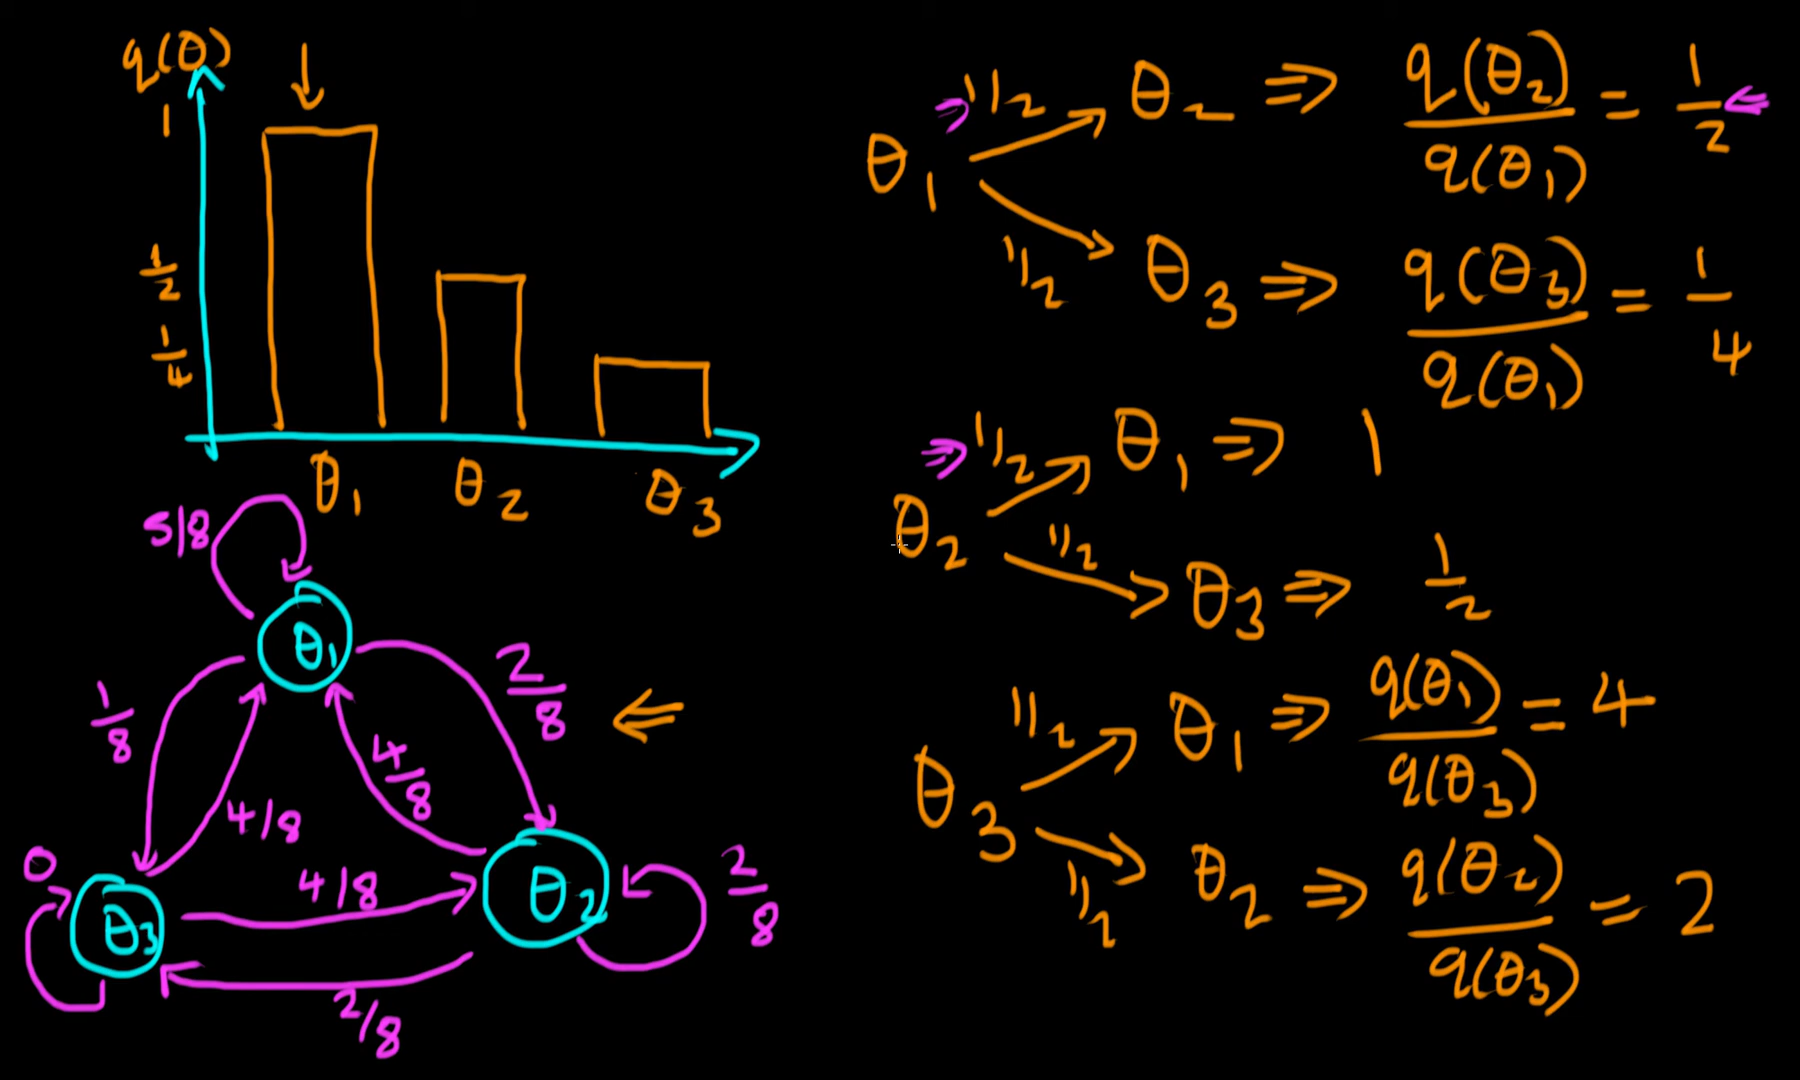 q(θ)
1
1/2
1/4
θ₁ θ₂ θ₃
5/8
θ₁
1/8
2/8
⇐
4/8
4/8
0
4/8
θ₃
θ₂
2/8
2/8
θ₁
⇒ 1/2 → θ₂ ⇒ q(θ₂)/q(θ₁) = 1/2 ⇐
1/2 → θ₃ ⇒ q(θ₃)/q(θ₁) = 1/4
θ₂
⇒ 1/2 → θ₁ ⇒ 1
1/2 → θ₃ ⇒ 1/2
θ₃
1/2 → θ₁ ⇒ q(θ₁)/q(θ₃) = 4
1/2 → θ₂ ⇒ q(θ₂)/q(θ₃) = 2